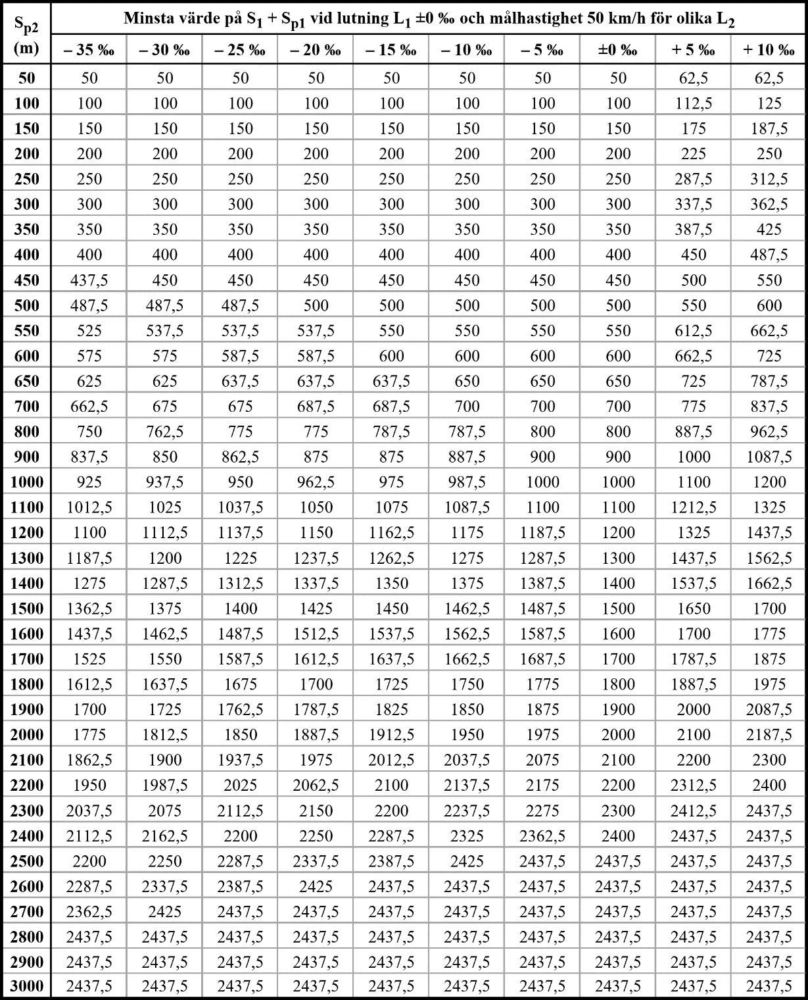 S_p2 (m) Minsta värde på S_1 + S_p1 vid lutning L_1 ±0 ‰ och målhastighet 50 km/h för olika L_2
– 35 ‰ – 30 ‰ – 25 ‰ – 20 ‰ – 15 ‰ – 10 ‰ – 5 ‰ ±0 ‰ + 5 ‰ + 10 ‰
50 50 50 50 50 50 50 50 50 62,5 62,5
100 100 100 100 100 100 100 100 100 112,5 125
150 150 150 150 150 150 150 150 150 175 187,5
200 200 200 200 200 200 200 200 200 225 250
250 250 250 250 250 250 250 250 250 287,5 312,5
300 300 300 300 300 300 300 300 300 337,5 362,5
350 350 350 350 350 350 350 350 350 387,5 425
400 400 400 400 400 400 400 400 400 450 487,5
450 437,5 450 450 450 450 450 450 450 500 550
500 487,5 487,5 487,5 500 500 500 500 500 550 600
550 525 537,5 537,5 537,5 550 550 550 550 612,5 662,5
600 575 575 587,5 587,5 600 600 600 600 662,5 725
650 625 625 637,5 637,5 637,5 650 650 650 725 787,5
700 662,5 675 675 687,5 687,5 700 700 700 775 837,5
800 750 762,5 775 775 787,5 787,5 800 800 887,5 962,5
900 837,5 850 862,5 875 875 887,5 900 900 1000 1087,5
1000 925 937,5 950 962,5 975 987,5 1000 1000 1100 1200
1100 1012,5 1025 1037,5 1050 1075 1087,5 1100 1100 1212,5 1325
1200 1100 1112,5 1137,5 1150 1162,5 1175 1187,5 1200 1325 1437,5
1300 1187,5 1200 1225 1237,5 1262,5 1275 1287,5 1300 1437,5 1562,5
1400 1275 1287,5 1312,5 1337,5 1350 1375 1387,5 1400 1537,5 1662,5
1500 1362,5 1375 1400 1425 1450 1462,5 1487,5 1500 1650 1700
1600 1437,5 1462,5 1487,5 1512,5 1537,5 1562,5 1587,5 1600 1700 1775
1700 1525 1550 1587,5 1612,5 1637,5 1662,5 1687,5 1700 1787,5 1875
1800 1612,5 1637,5 1675 1700 1725 1750 1775 1800 1887,5 1975
1900 1700 1725 1762,5 1787,5 1825 1850 1875 1900 2000 2087,5
2000 1775 1812,5 1850 1887,5 1912,5 1950 1975 2000 2100 2187,5
2100 1862,5 1900 1937,5 1975 2012,5 2037,5 2075 2100 2200 2300
2200 1950 1987,5 2025 2062,5 2100 2137,5 2175 2200 2312,5 2400
2300 2037,5 2075 2112,5 2150 2200 2237,5 2275 2300 2412,5 2437,5
2400 2112,5 2162,5 2200 2250 2287,5 2325 2362,5 2400 2437,5 2437,5
2500 2200 2250 2287,5 2337,5 2387,5 2425 2437,5 2437,5 2437,5 2437,5
2600 2287,5 2337,5 2387,5 2425 2437,5 2437,5 2437,5 2437,5 2437,5 2437,5
2700 2362,5 2425 2437,5 2437,5 2437,5 2437,5 2437,5 2437,5 2437,5 2437,5
2800 2437,5 2437,5 2437,5 2437,5 2437,5 2437,5 2437,5 2437,5 2437,5 2437,5
2900 2437,5 2437,5 2437,5 2437,5 2437,5 2437,5 2437,5 2437,5 2437,5 2437,5
3000 2437,5 2437,5 2437,5 2437,5 2437,5 2437,5 2437,5 2437,5 2437,5 2437,5